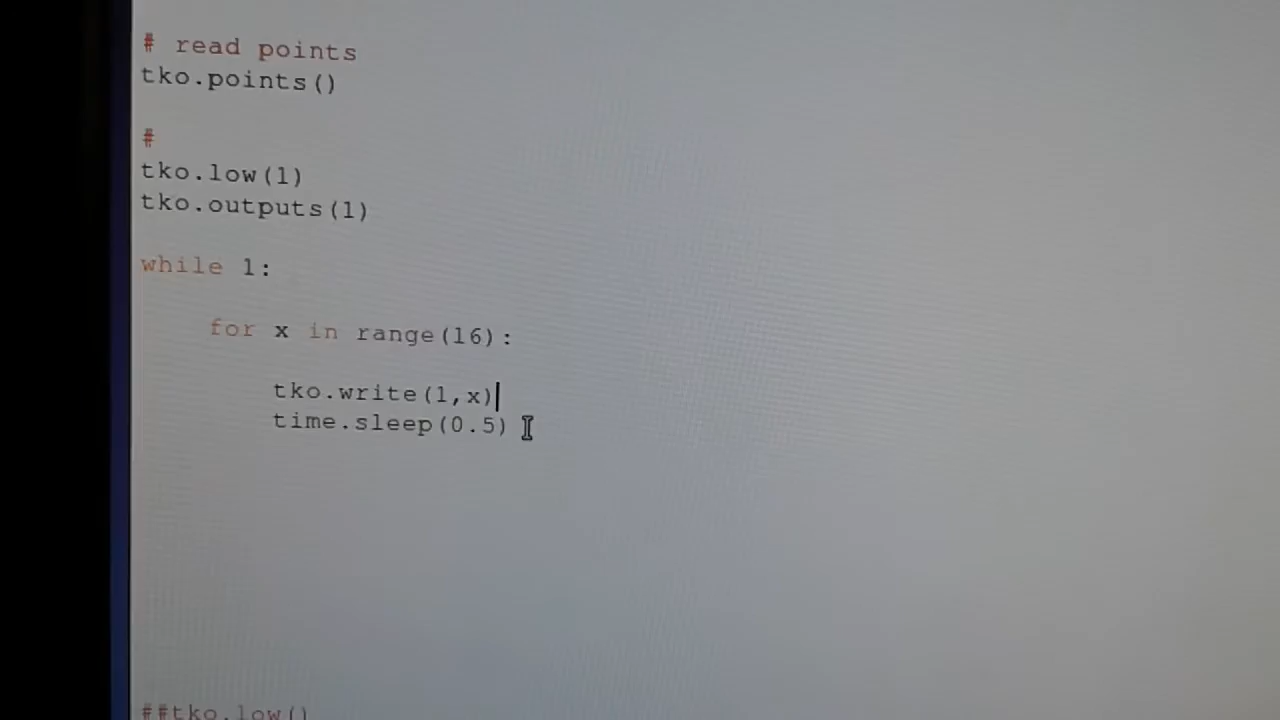 # read points
tko.points()
#
tko.low(1)
tko.outputs(1)
while 1:
for x in range(16):
tko.write(1,x)
time.sleep(0.5)
##tko.low()